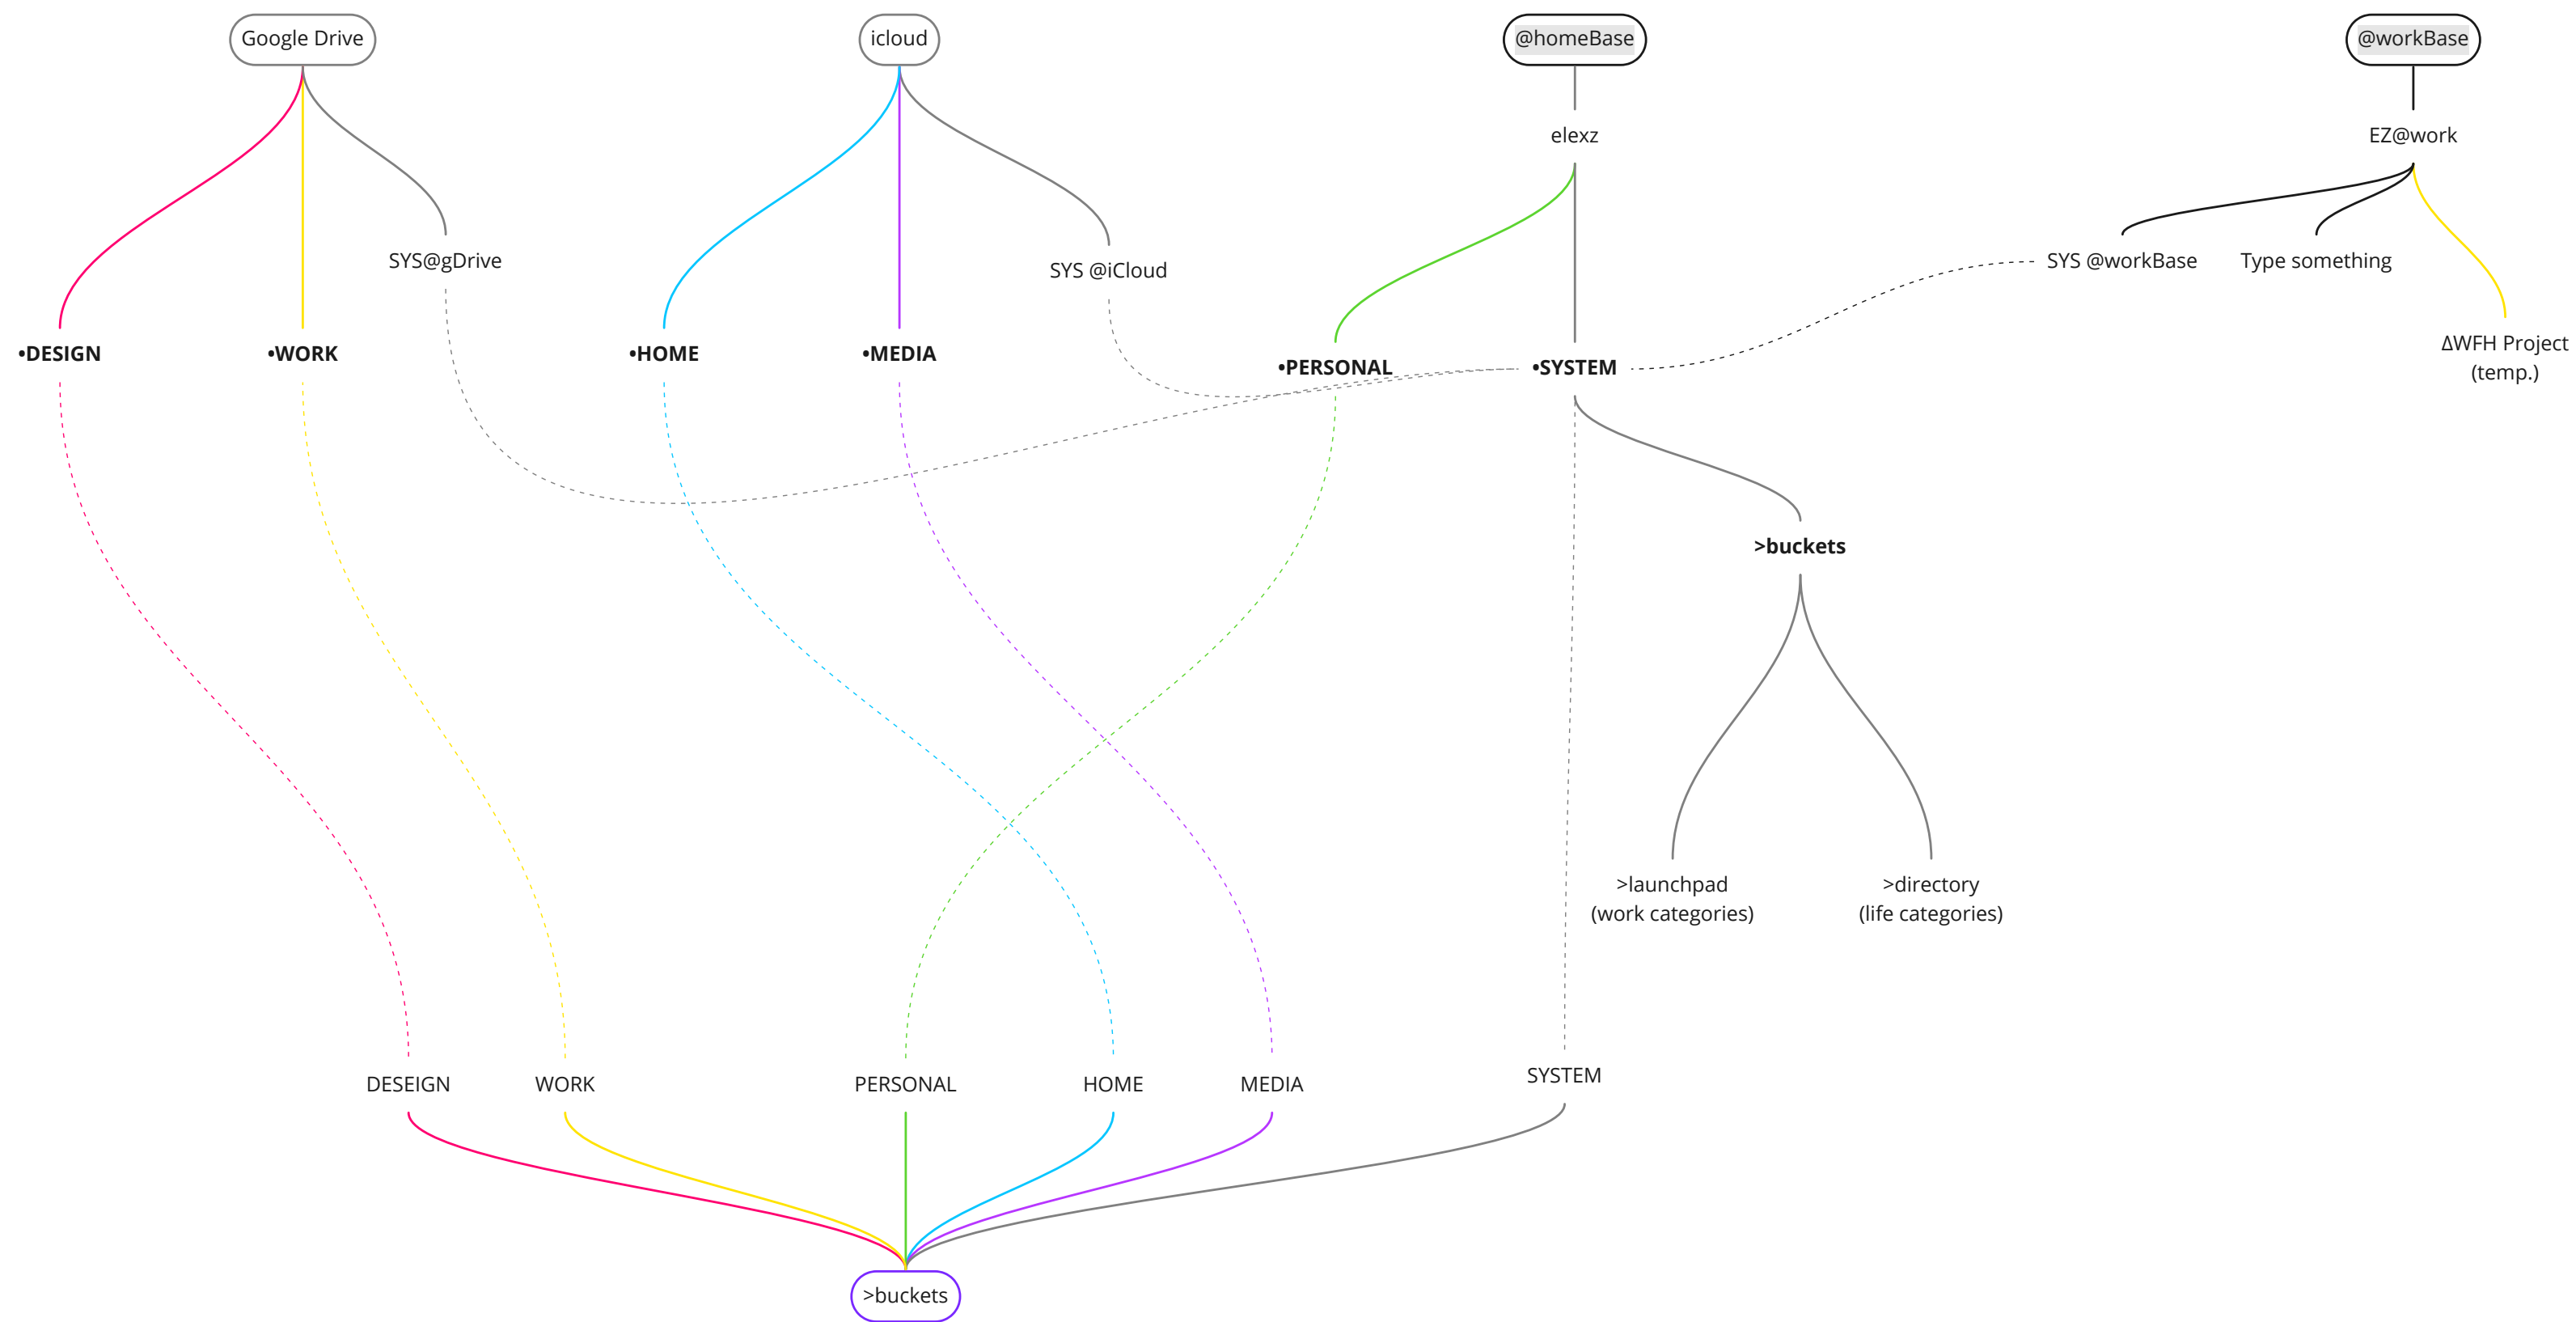 Google Drive
icloud
@homeBase
@workBase
elexz
EZ@work
SYS@gDrive
SYS @iCloud
SYS @workBase
Type something
•DESIGN
•WORK
•HOME
•MEDIA
•PERSONAL
•SYSTEM
ΔWFH Project
(temp.)
>buckets
>launchpad
(work categories)
>directory
(life categories)
DESEIGN
WORK
PERSONAL
HOME
MEDIA
SYSTEM
>buckets